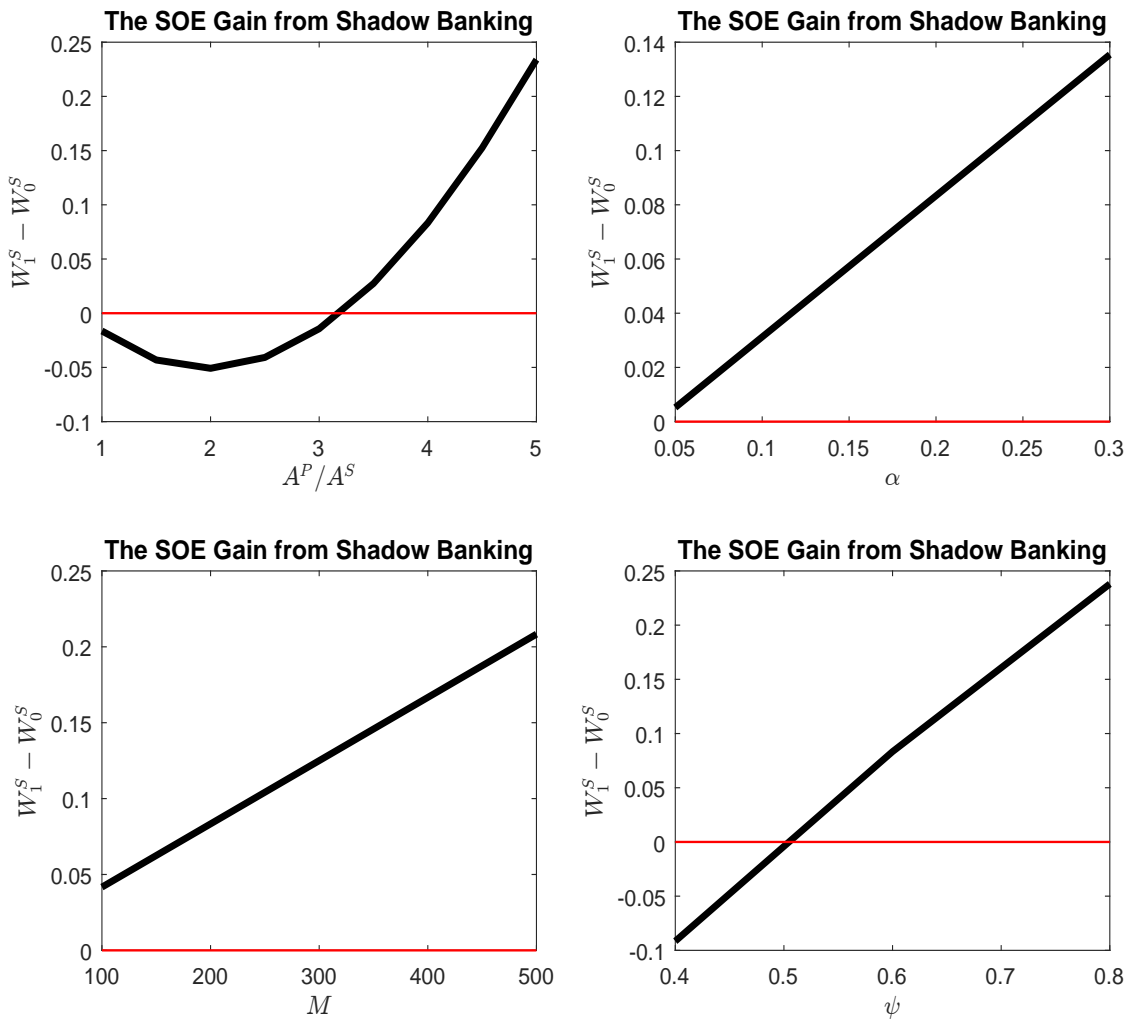 The SOE Gain from Shadow Banking
0.25
0.2
0.15
0.1
0.05
0
-0.05
-0.1
W_1^S − W_0^S
1 2 3 4 5
A^P/A^S
The SOE Gain from Shadow Banking
0.14
0.12
0.1
0.08
0.06
0.04
0.02
0
W_1^S − W_0^S
0.05 0.1 0.15 0.2 0.25 0.3
α
The SOE Gain from Shadow Banking
0.25
0.2
0.15
0.1
0.05
0
W_1^S − W_0^S
100 200 300 400 500
M
The SOE Gain from Shadow Banking
0.25
0.2
0.15
0.1
0.05
0
-0.05
-0.1
W_1^S − W_0^S
0.4 0.5 0.6 0.7 0.8
ψ